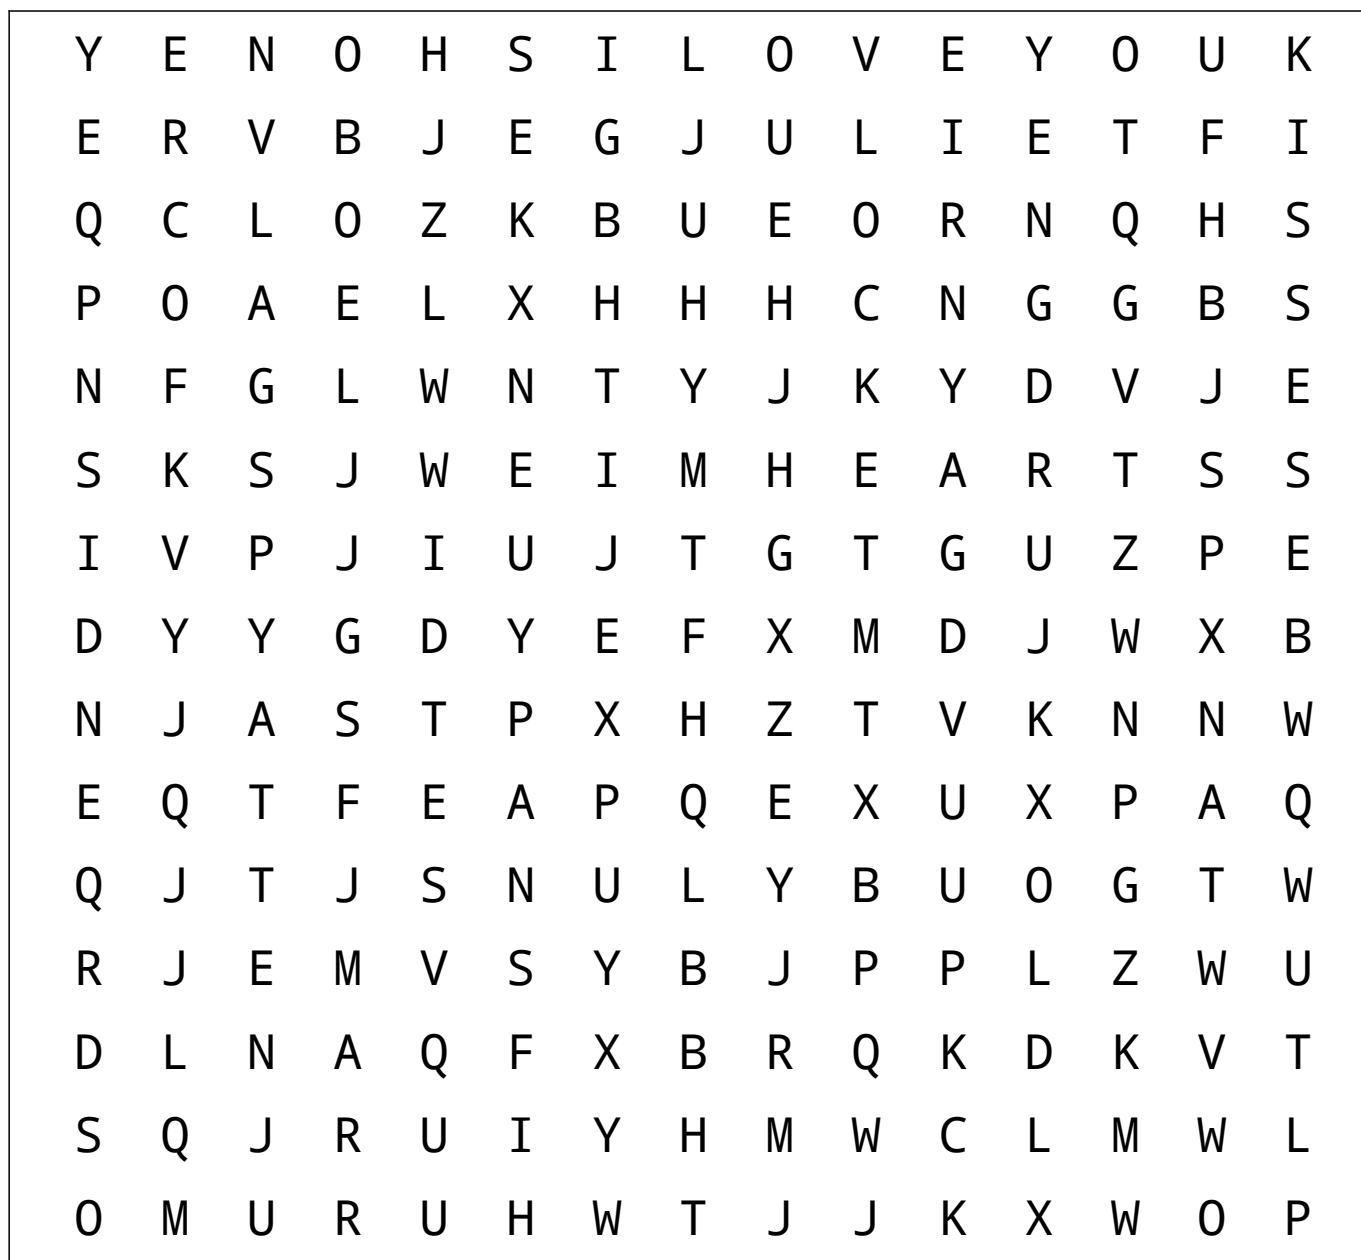 Y E N O H S I L O V E Y O U K
E R V B J E G J U L I E T F I
Q C L O Z K B U E O R N Q H S
P O A E L X H H H C N G G B S
N F G L W N T Y J K Y D V J E
S K S J W E I M H E A R T S S
I V P J I U J T G T G U Z P E
D Y Y G D Y E F X M D J W X B
N J A S T P X H Z T V K N N W
E Q T F E A P Q E X U X P A Q
Q J T J S N U L Y B U O G T W
R J E M V S Y B J P P L Z W U
D L N A Q F X B R Q K D K V T
S Q J R U I Y H M W C L M W L
O M U R U H W T J J K X W O P